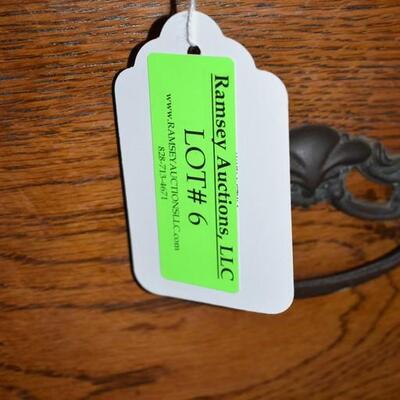 Ramsey Auctions, LLC
LOT# 6
www.RAMSEYAUCTIONSLLC.com
828-713-4671